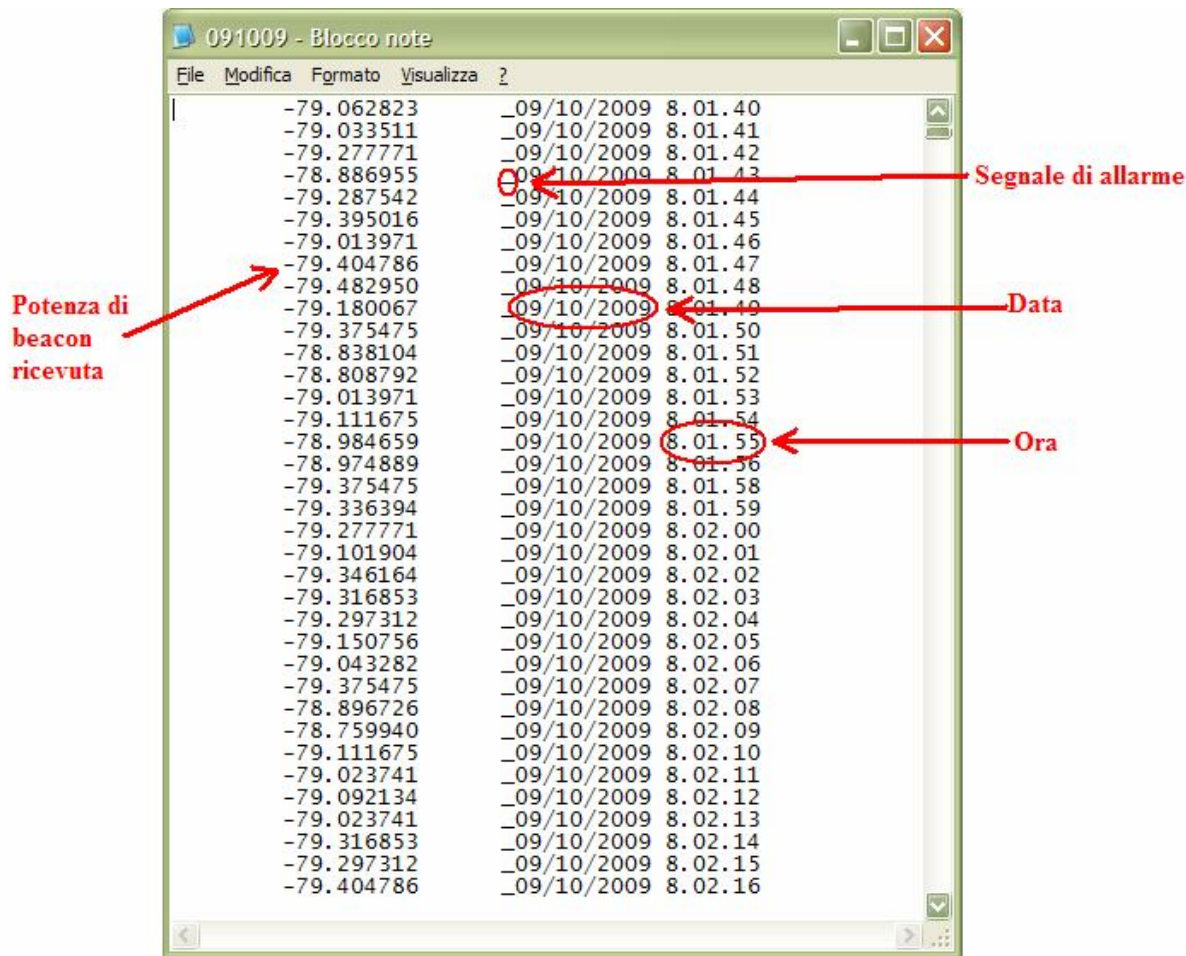 091009 - Blocco note
File Modifica Formato Visualizza ?
-79.062823 _09/10/2009 8.01.40
-79.033511 _09/10/2009 8.01.41
-79.277771 _09/10/2009 8.01.42
-78.886955 _09/10/2009 8.01.43
-79.287542 _09/10/2009 8.01.44
-79.395016 _09/10/2009 8.01.45
-79.013971 _09/10/2009 8.01.46
-79.404786 _09/10/2009 8.01.47
-79.482950 _09/10/2009 8.01.48
-79.180067 _09/10/2009 8.01.49
-79.375475 _09/10/2009 8.01.50
-78.838104 _09/10/2009 8.01.51
-78.808792 _09/10/2009 8.01.52
-79.013971 _09/10/2009 8.01.53
-79.111675 _09/10/2009 8.01.54
-78.984659 _09/10/2009 8.01.55
-78.974889 _09/10/2009 8.01.56
-79.375475 _09/10/2009 8.01.58
-79.336394 _09/10/2009 8.01.59
-79.277771 _09/10/2009 8.02.00
-79.101904 _09/10/2009 8.02.01
-79.346164 _09/10/2009 8.02.02
-79.316853 _09/10/2009 8.02.03
-79.297312 _09/10/2009 8.02.04
-79.150756 _09/10/2009 8.02.05
-79.043282 _09/10/2009 8.02.06
-79.375475 _09/10/2009 8.02.07
-78.896726 _09/10/2009 8.02.08
-78.759940 _09/10/2009 8.02.09
-79.111675 _09/10/2009 8.02.10
-79.023741 _09/10/2009 8.02.11
-79.092134 _09/10/2009 8.02.12
-79.023741 _09/10/2009 8.02.13
-79.316853 _09/10/2009 8.02.14
-79.297312 _09/10/2009 8.02.15
-79.404786 _09/10/2009 8.02.16
Segnale di allarme
Potenza di
beacon
ricevuta
Data
Ora